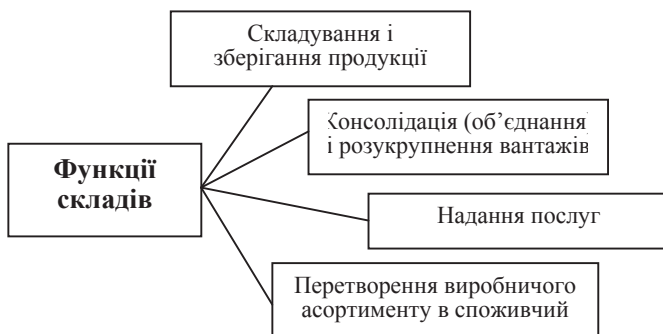 Складування і
зберігання продукції
Консолідація (об’єднання)
і розукрупнення вантажів
Функції
складів
Надання послуг
Перетворення виробничого
асортименту в споживчий